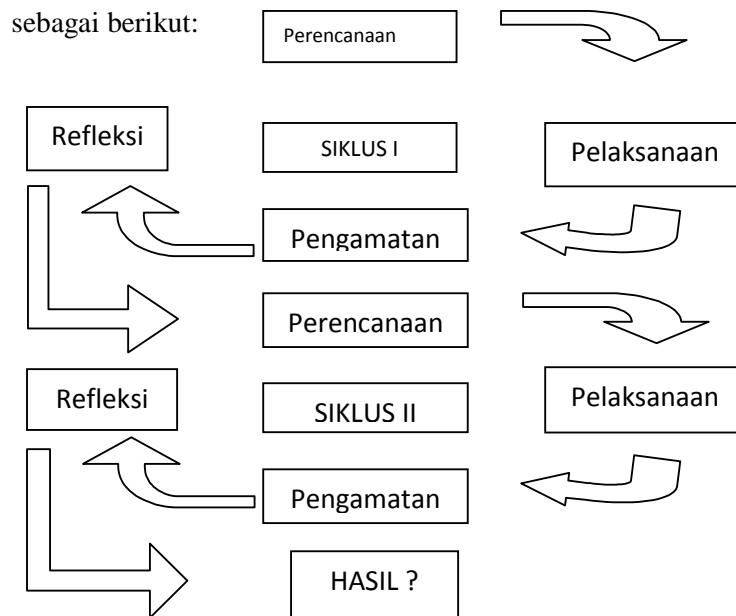 sebagai berikut:
Perencanaan
Refleksi
SIKLUS I
Pelaksanaan
Pengamatan
Perencanaan
Refleksi
SIKLUS II
Pelaksanaan
Pengamatan
HASIL ?